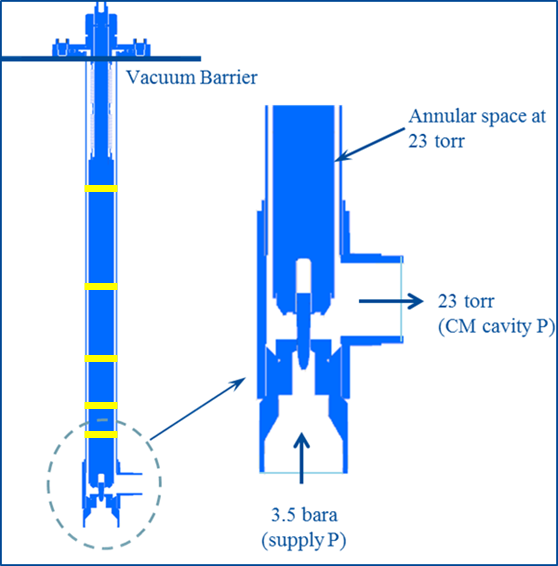 Vacuum Barrier
Annular space at
23 torr
23 torr
(CM cavity P)
3.5 bara
(supply P)